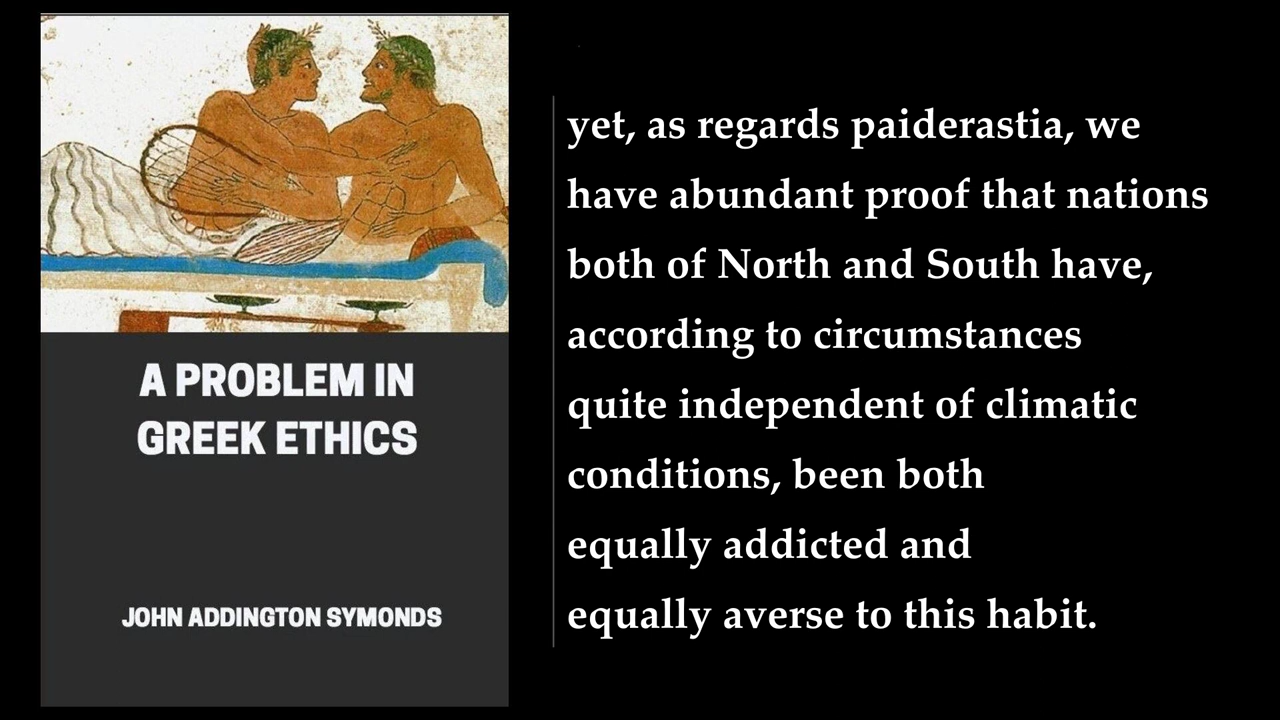 A PROBLEM IN
GREEK ETHICS
JOHN ADDINGTON SYMONDS
yet, as regards paiderastia, we
have abundant proof that nations
both of North and South have,
according to circumstances
quite independent of climatic
conditions, been both
equally addicted and
equally averse to this habit.